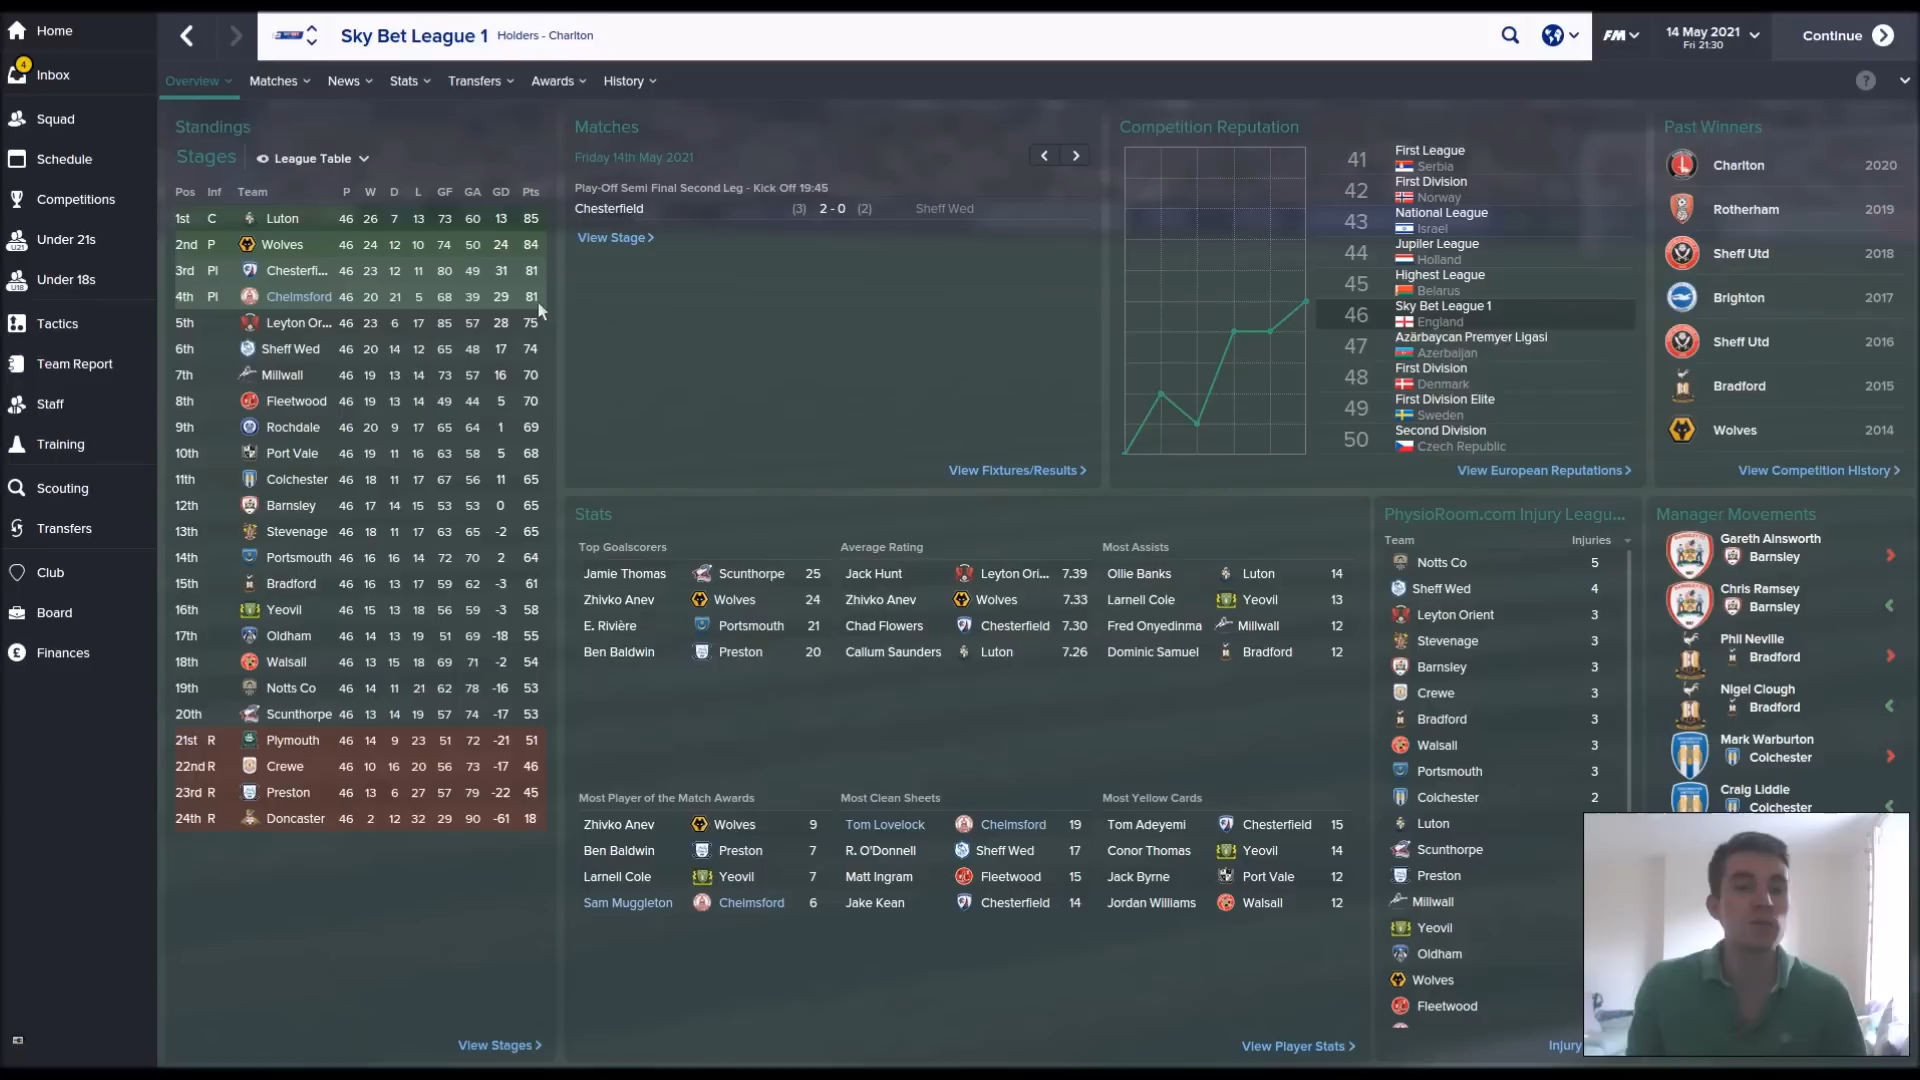 Home
4
Inbox
Squad
Schedule
Competitions
U21
Under 21s
U18
Under 18s
Tactics
Team Report
Staff
Training
Scouting
Transfers
Club
Board
Finances
Sky Bet League 1 Holders - Charlton
FM
14 May 2021
Fri 21:30
Continue
Overview Matches News Stats Transfers Awards History
?
Standings
Stages League Table
Pos Inf Team P W D L GF GA GD Pts
1st C Luton 46 26 7 13 73 60 13 85
2nd P Wolves 46 24 12 10 74 50 24 84
3rd Pl Chesterfi... 46 23 12 11 80 49 31 81
4th Pl Chelmsford 46 20 21 5 68 39 29 81
5th Leyton Or... 46 23 6 17 85 57 28 75
6th Sheff Wed 46 20 14 12 65 48 17 74
7th Millwall 46 19 13 14 73 57 16 70
8th Fleetwood 46 19 13 14 49 44 5 70
9th Rochdale 46 20 9 17 65 64 1 69
10th Port Vale 46 19 11 16 63 58 5 68
11th Colchester 46 18 11 17 67 56 11 65
12th Barnsley 46 17 14 15 53 53 0 65
13th Stevenage 46 18 11 17 63 65 -2 65
14th Portsmouth 46 16 16 14 72 70 2 64
15th Bradford 46 16 13 17 59 62 -3 61
16th Yeovil 46 15 13 18 56 59 -3 58
17th Oldham 46 14 13 19 51 69 -18 55
18th Walsall 46 13 15 18 69 71 -2 54
19th Notts Co 46 14 11 21 62 78 -16 53
20th Scunthorpe 46 13 14 19 57 74 -17 53
21st R Plymouth 46 14 9 23 51 72 -21 51
22nd R Crewe 46 10 16 20 56 73 -17 46
23rd R Preston 46 13 6 27 57 79 -22 45
24th R Doncaster 46 2 12 32 29 90 -61 18
View Stages >
Matches
Friday 14th May 2021
Play-Off Semi Final Second Leg - Kick Off 19:45
Chesterfield (3) 2 - 0 (2) Sheff Wed
View Stage >
View Fixtures/Results >
Competition Reputation
41 First League
Serbia
42 First Division
Norway
43 National League
Israel
44 Jupiler League
Holland
45 Highest League
Belarus
46 Sky Bet League 1
England
47 Azärbaycan Premyer Ligasi
Azerbaijan
48 First Division
Denmark
49 First Division Elite
Sweden
50 Second Division
Czech Republic
View European Reputations >
Past Winners
Charlton 2020
Rotherham 2019
Sheff Utd 2018
Brighton 2017
Sheff Utd 2016
Bradford 2015
Wolves 2014
View Competition History >
Stats
Top Goalscorers
Jamie Thomas Scunthorpe 25
Zhivko Anev Wolves 24
E. Rivière Portsmouth 21
Ben Baldwin Preston 20
Average Rating
Jack Hunt Leyton Ori... 7.39
Zhivko Anev Wolves 7.33
Chad Flowers Chesterfield 7.30
Callum Saunders Luton 7.26
Most Assists
Ollie Banks Luton 14
Larnell Cole Yeovil 13
Fred Onyedinma Millwall 12
Dominic Samuel Bradford 12
Most Player of the Match Awards
Zhivko Anev Wolves 9
Ben Baldwin Preston 7
Larnell Cole Yeovil 7
Sam Muggleton Chelmsford 6
Most Clean Sheets
Tom Lovelock Chelmsford 19
R. O'Donnell Sheff Wed 17
Matt Ingram Fleetwood 15
Jake Kean Chesterfield 14
Most Yellow Cards
Tom Adeyemi Chesterfield 15
Conor Thomas Yeovil 14
Jack Byrne Port Vale 12
Jordan Williams Walsall 12
View Player Stats >
PhysioRoom.com Injury Leagu...
Team Injuries
Notts Co 5
Sheff Wed 4
Leyton Orient 3
Stevenage 3
Barnsley 3
Crewe 3
Bradford 3
Walsall 3
Portsmouth 3
Colchester 2
Luton
Scunthorpe
Preston
Millwall
Yeovil
Oldham
Wolves
Fleetwood
Injury
Manager Movements
Gareth Ainsworth
Barnsley
Chris Ramsey
Barnsley
Phil Neville
Bradford
Nigel Clough
Bradford
Mark Warburton
Colchester
Craig Liddle
Colchester